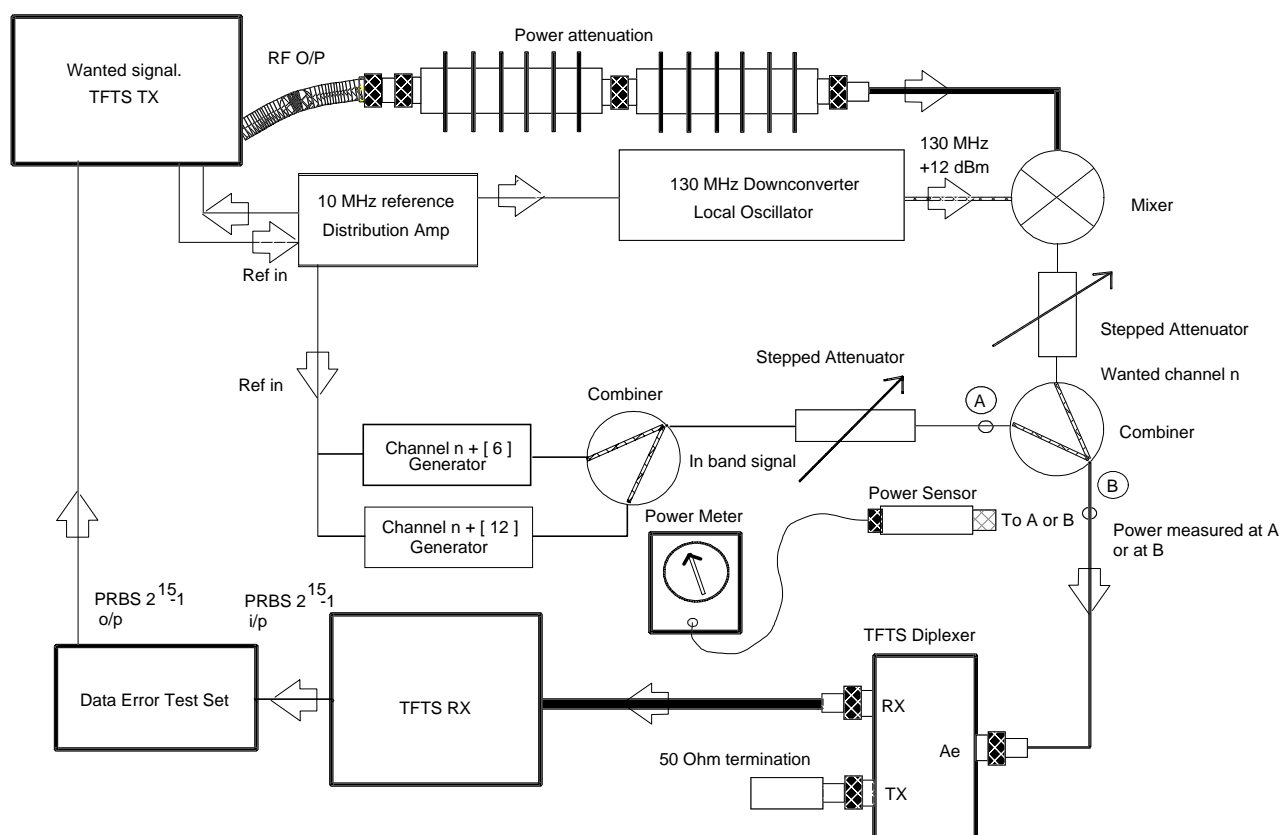 Power attenuation
RF O/P
Wanted signal.
TFTS TX
130 MHz
+12 dBm
10 MHz reference
Distribution Amp
130 MHz Downconverter
Local Oscillator
Mixer
Ref in
Stepped Attenuator
Stepped Attenuator
Ref in
Wanted channel n
Combiner
A
Combiner
Channel n + [ 6 ]
Generator
In band signal
B
Power Sensor
Power Meter
To A or B
Channel n + [ 12 ]
Generator
Power measured at A
or at B
PRBS 2 15-1
o/p
PRBS 2 15-1
i/p
TFTS Diplexer
Data Error Test Set
TFTS RX
RX
Ae
50 Ohm termination
TX